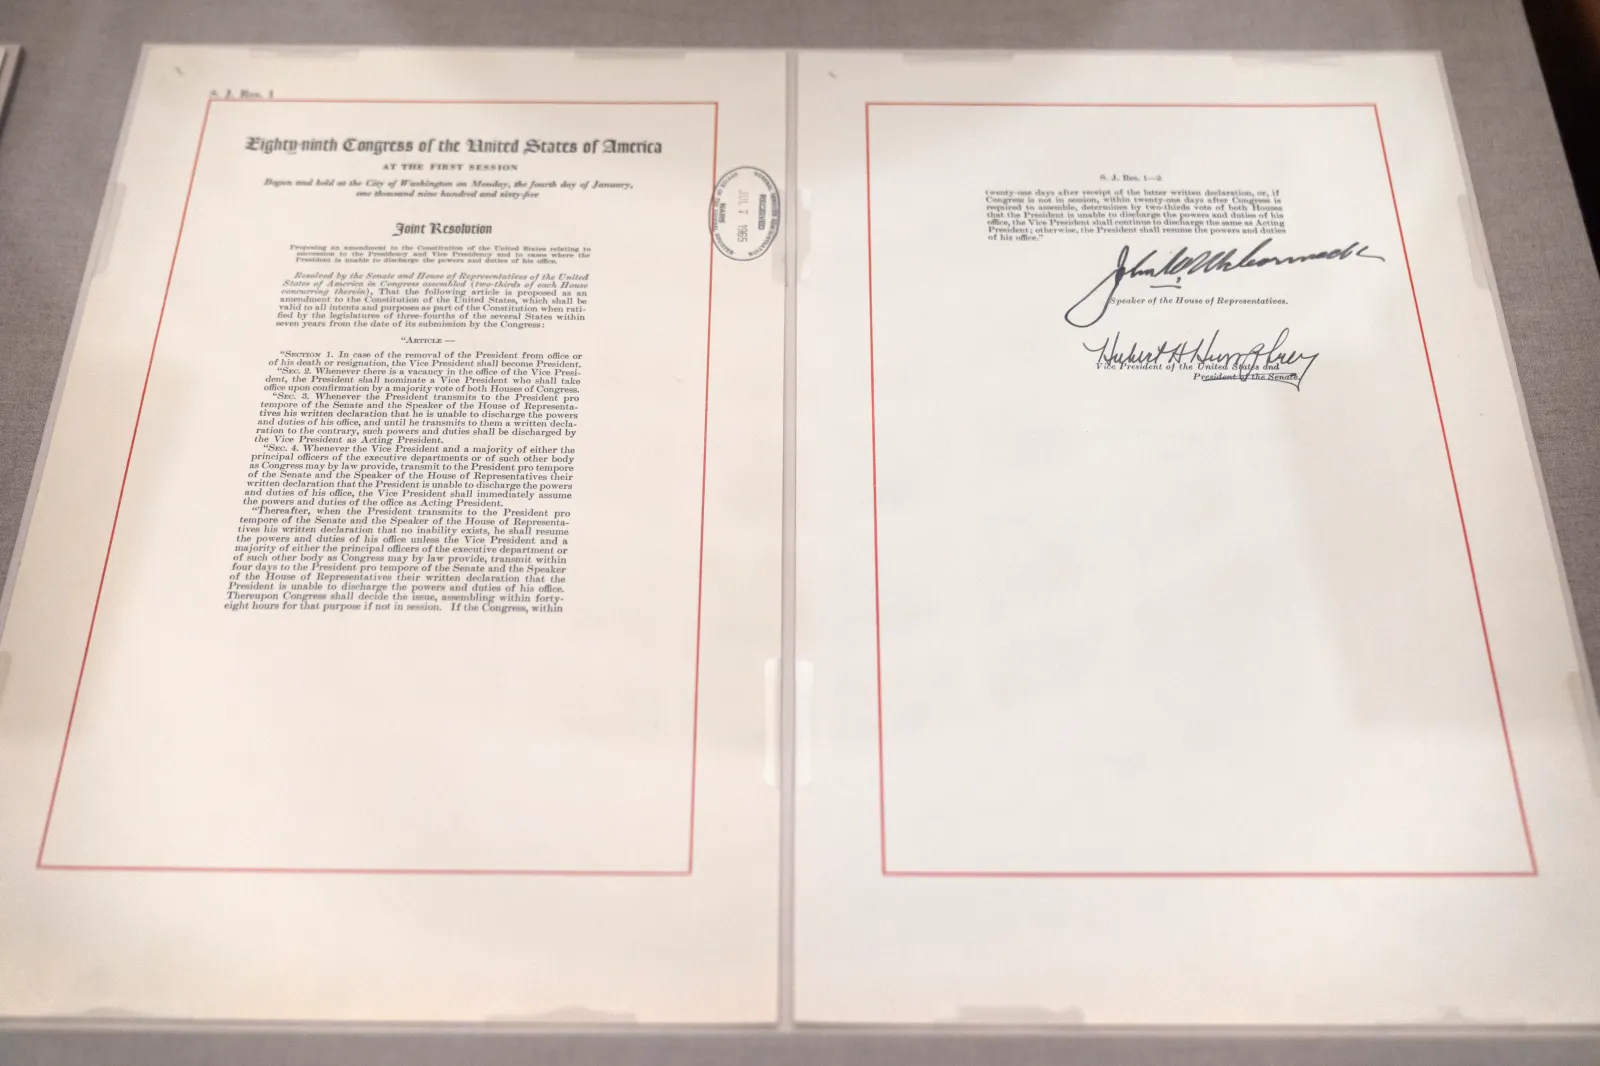 S. J. Res. 1
Eighty-ninth Congress of the United States of America
AT THE FIRST SESSION
Begun and held at the City of Washington on Monday, the fourth day of January,
one thousand nine hundred and sixty-five
Joint Resolution
Proposing an amendment to the Constitution of the United States relating to
succession to the Presidency and Vice Presidency and to cases where the
President is unable to discharge the powers and duties of his office.
Resolved by the Senate and House of Representatives of the United
States of America in Congress assembled (two-thirds of each House
concurring therein), That the following article is proposed as an
amendment to the Constitution of the United States, which shall be
valid to all intents and purposes as part of the Constitution when rati-
fied by the legislatures of three-fourths of the several States within
seven years from the date of its submission by the Congress:
"ARTICLE —
"SECTION 1. In case of the removal of the President from office or
of his death or resignation, the Vice President shall become President.
"SEC. 2. Whenever there is a vacancy in the office of the Vice Presi-
dent, the President shall nominate a Vice President who shall take
office upon confirmation by a majority vote of both Houses of Congress.
"SEC. 3. Whenever the President transmits to the President pro
tempore of the Senate and the Speaker of the House of Representa-
tives his written declaration that he is unable to discharge the powers
and duties of his office, and until he transmits to them a written decla-
ration to the contrary, such powers and duties shall be discharged by
the Vice President as Acting President.
"SEC. 4. Whenever the Vice President and a majority of either the
principal officers of the executive departments or of such other body
as Congress may by law provide, transmit to the President pro tempore
of the Senate and the Speaker of the House of Representatives their
written declaration that the President is unable to discharge the powers
and duties of his office, the Vice President shall immediately assume
the powers and duties of the office as Acting President.
"Thereafter, when the President transmits to the President pro
tempore of the Senate and the Speaker of the House of Representa-
tives his written declaration that no inability exists, he shall resume
the powers and duties of his office unless the Vice President and a
majority of either the principal officers of the executive department or
of such other body as Congress may by law provide, transmit within
four days to the President pro tempore of the Senate and the Speaker
of the House of Representatives their written declaration that the
President is unable to discharge the powers and duties of his office.
Thereupon Congress shall decide the issue, assembling within forty-
eight hours for that purpose if not in session. If the Congress, within
RECEIVED
JUL 7 1965
NARS
S. J. Res. 1—2
twenty-one days after receipt of the latter written declaration, or, if
Congress is not in session, within twenty-one days after Congress is
required to assemble, determines by two-thirds vote of both Houses
that the President is unable to discharge the powers and duties of his
office, the Vice President shall continue to discharge the same as Acting
President; otherwise, the President shall resume the powers and duties
of his office."
John W. McCormack
Speaker of the House of Representatives.
Hubert H. Humphrey
Vice President of the United States and
President of the Senate.